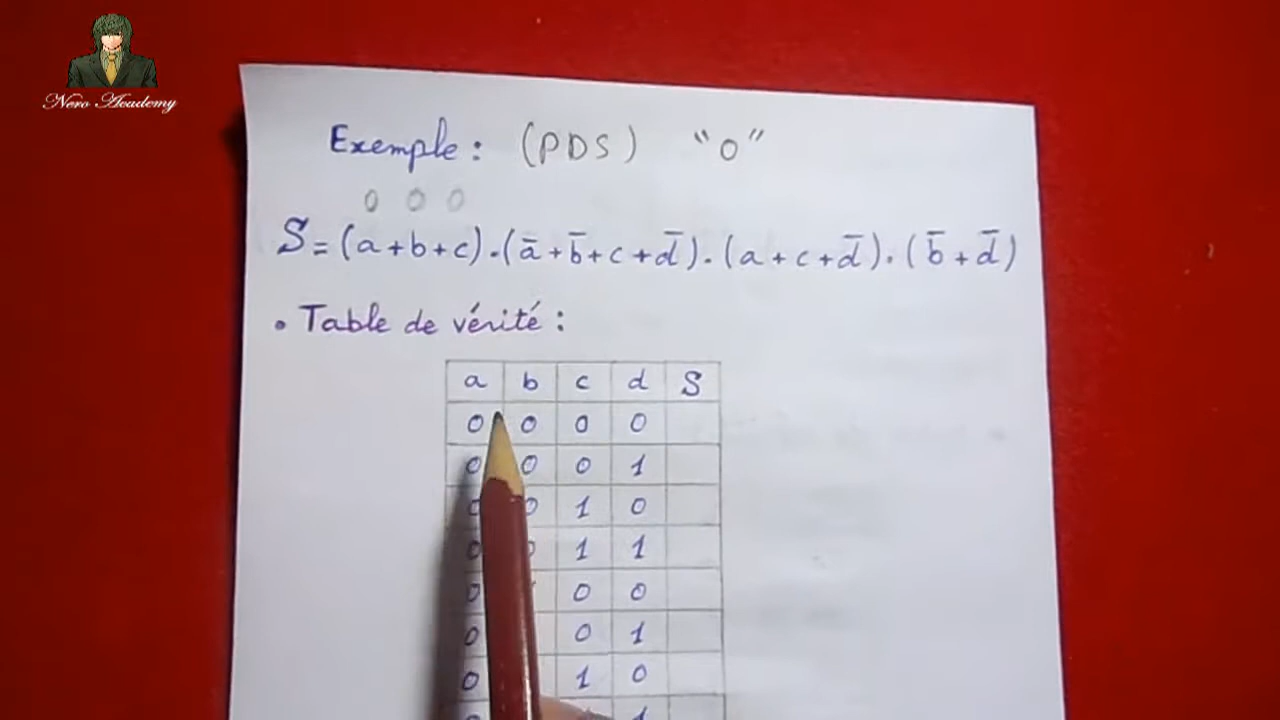 Nero Academy
Exemple : (PDS) "0"
0 0 0
S = (a+b+c).(ā+b̄+c+d̄).(a+c+d̄).(b̄+d̄)
• Table de vérité :
a b c d S
0 0 0 0
0 0 0 1
0 0 1 0
0 0 1 1
0 0 0
0 0 1
0 1 0
1